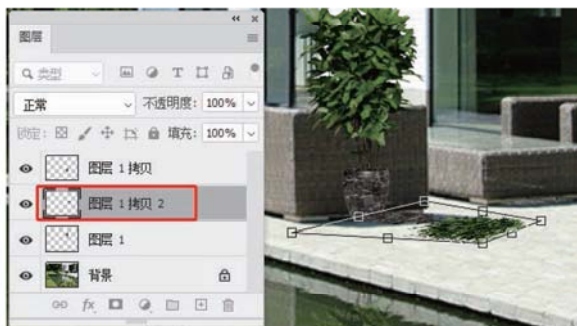 图层
类型
正常 不透明度: 100%
锁定: 填充: 100%
图层 1 拷贝
图层 1 拷贝 2
图层 1
背景
fx